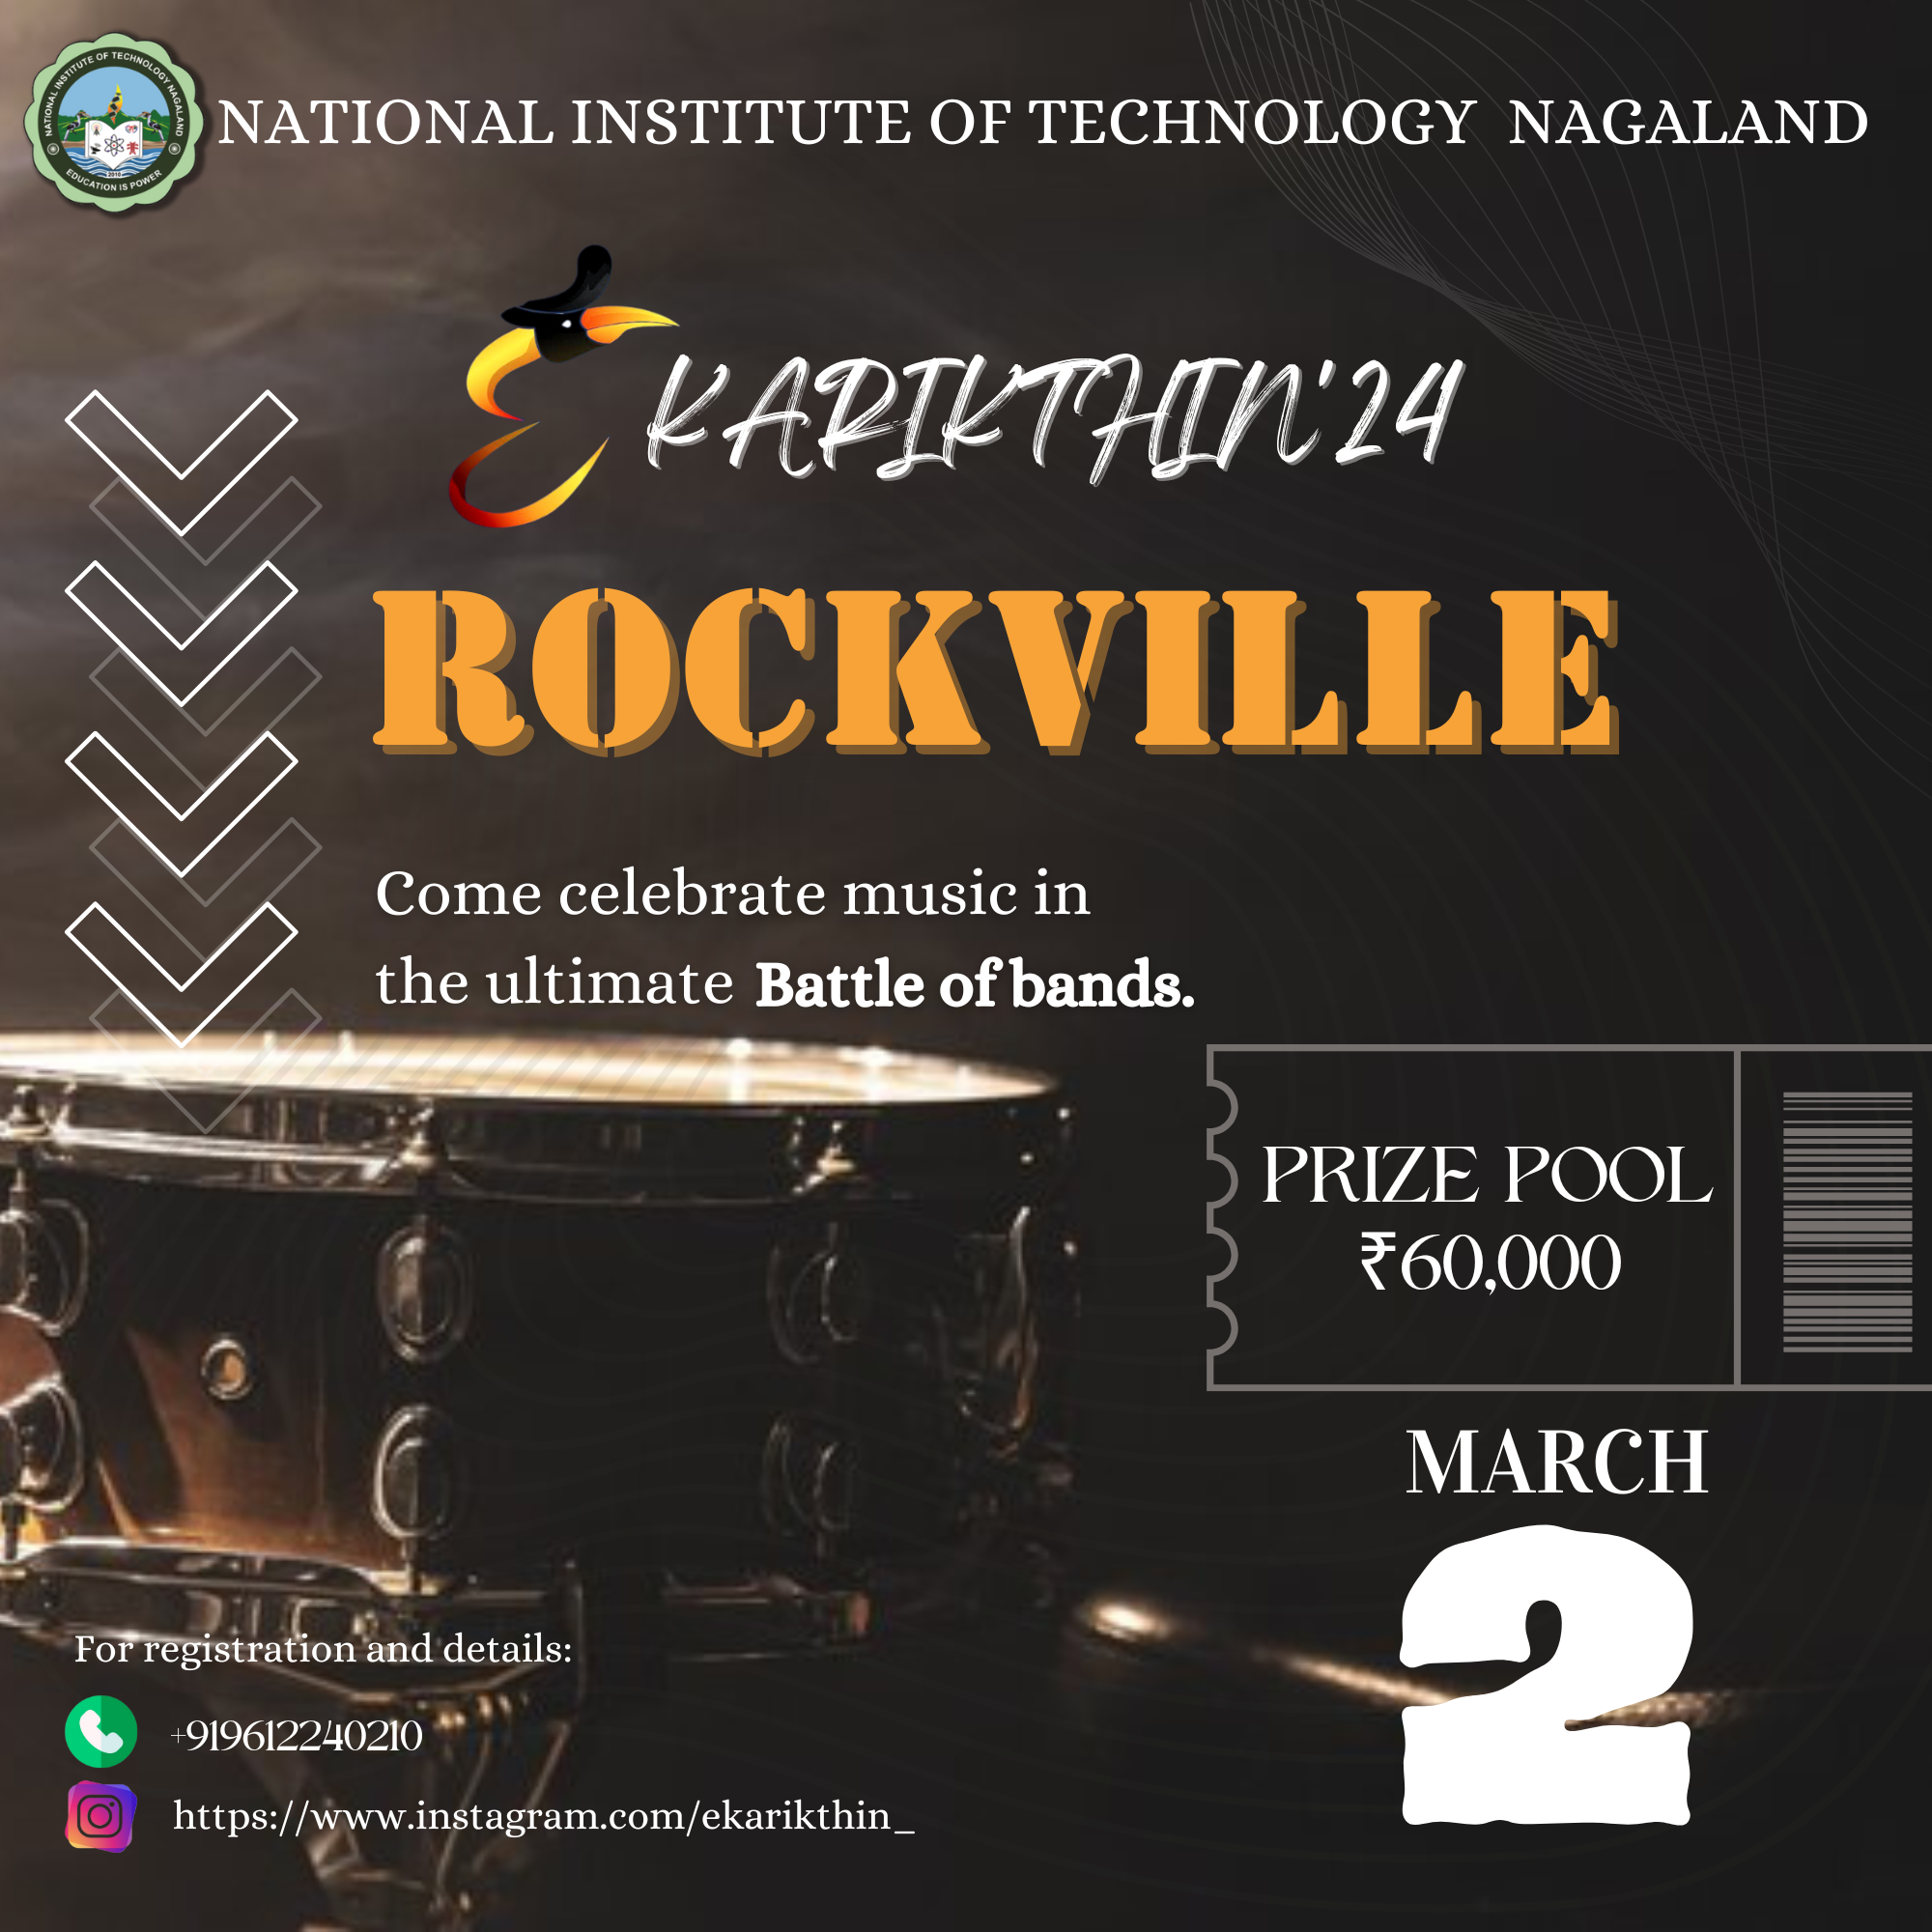 NATIONAL INSTITUTE OF TECHNOLOGY NAGALAND
EDUCATION IS POWER
2010
NATIONAL INSTITUTE OF TECHNOLOGY NAGALAND
EKARIKTHIN'24
ROCKVILLE
Come celebrate music in
the ultimate Battle of bands.
PRIZE POOL
₹60,000
MARCH
2
For registration and details:
+919612240210
https://www.instagram.com/ekarikthin_